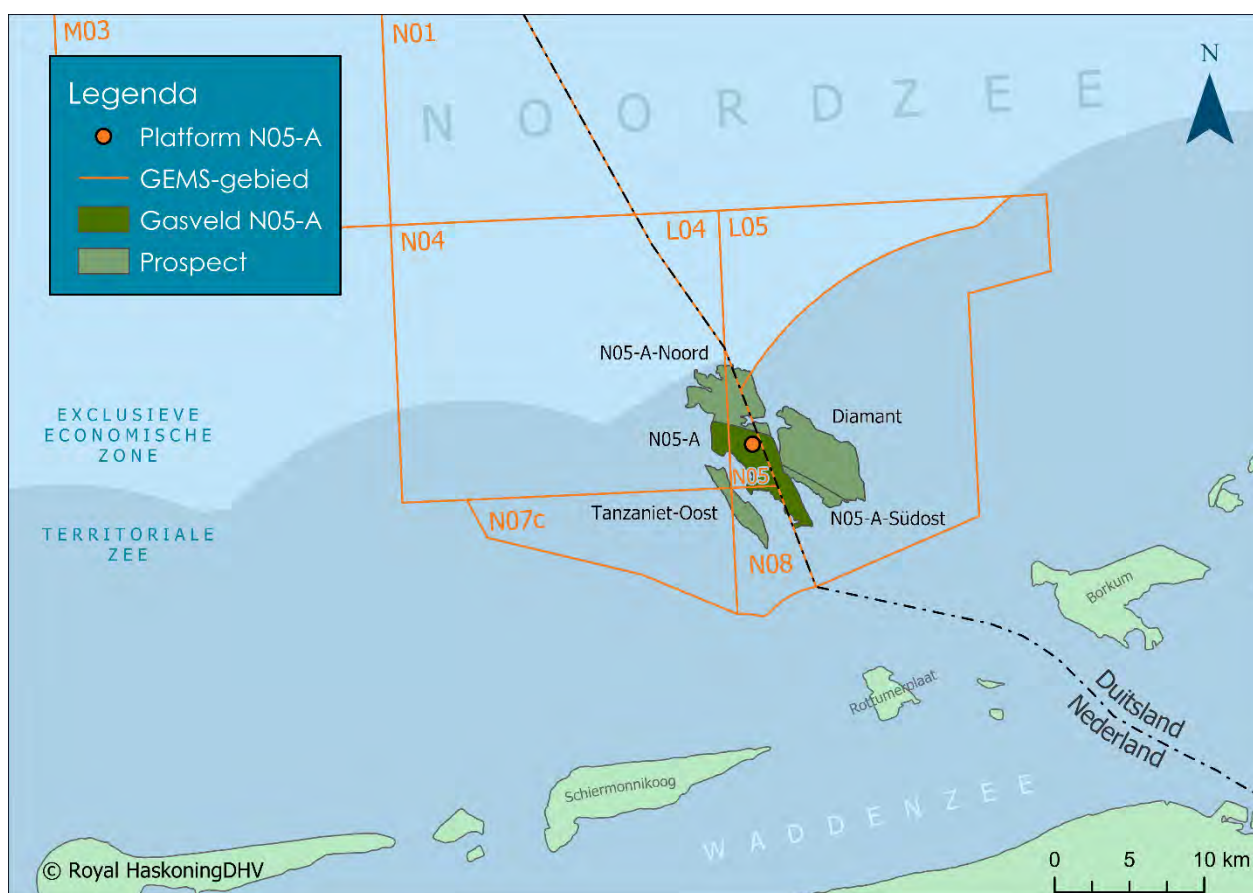 M03
N01
Legenda
Platform N05-A
GEMS-gebied
Gasveld N05-A
Prospect
NOORDZEE
N
N04
L04
L05
N05-A-Noord
Diamant
EXCLUSIEVE
ECONOMISCHE
ZONE
N05-A
N05
Tanzaniet-Oost
N05-A-Südost
N07c
TERRITORIALE
ZEE
N08
Borkum
Rottumerplaat
Duitsland
Nederland
Schiermonnikoog
WADDENZEE
© Royal HaskoningDHV
0 5 10 km